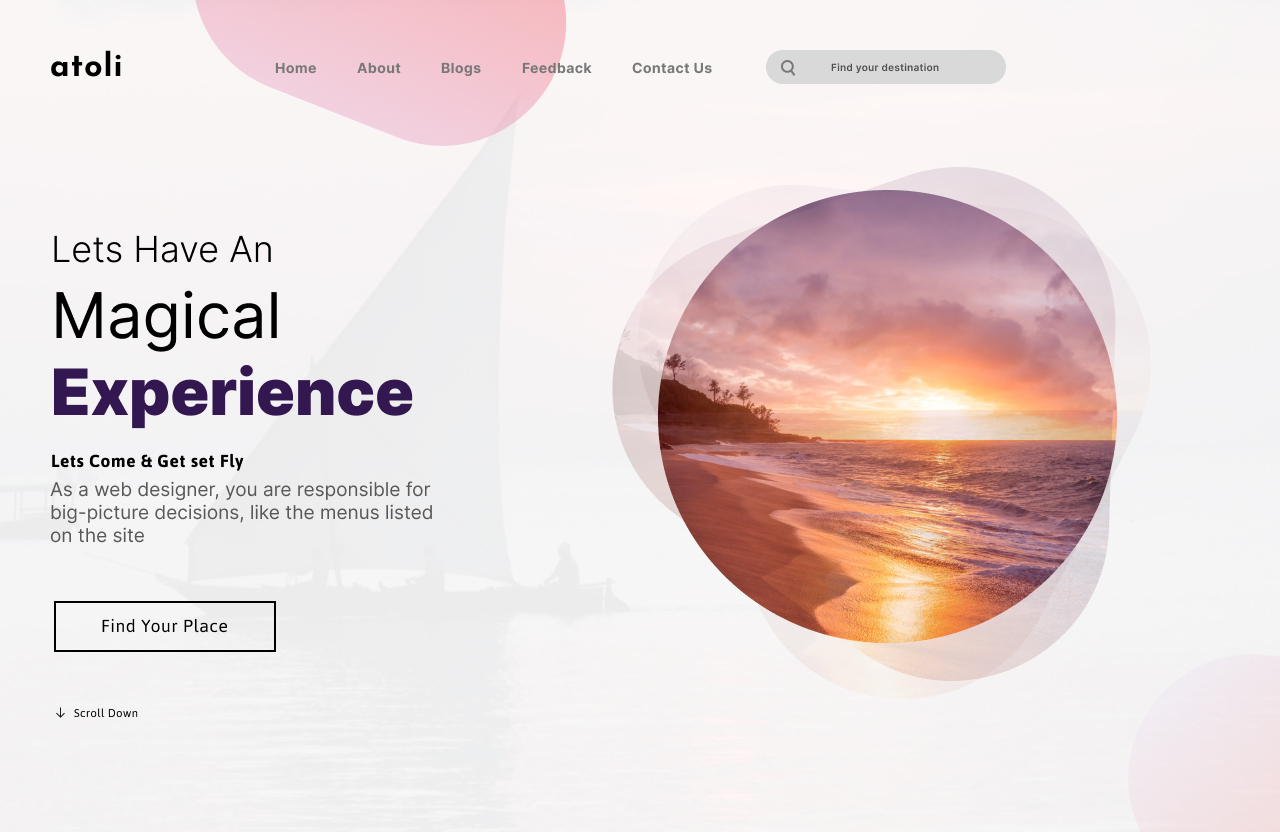 atoli
Home
About
Blogs
Feedback
Contact Us
Find your destination
Lets Have An
Magical
Experience
Lets Come & Get set Fly
As a web designer, you are responsible for
big-picture decisions, like the menus listed
on the site
Find Your Place
Scroll Down